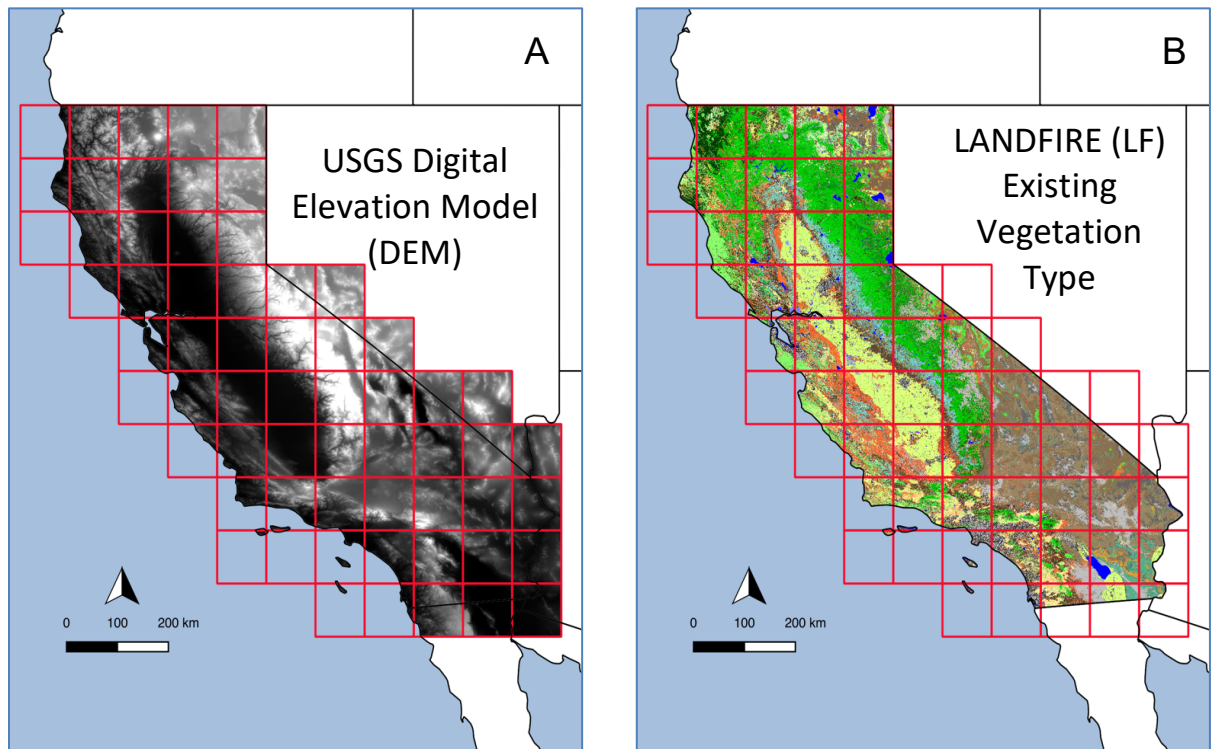 A
USGS Digital
Elevation Model
(DEM)
0 100 200 km
B
LANDFIRE (LF)
Existing
Vegetation
Type
0 100 200 km